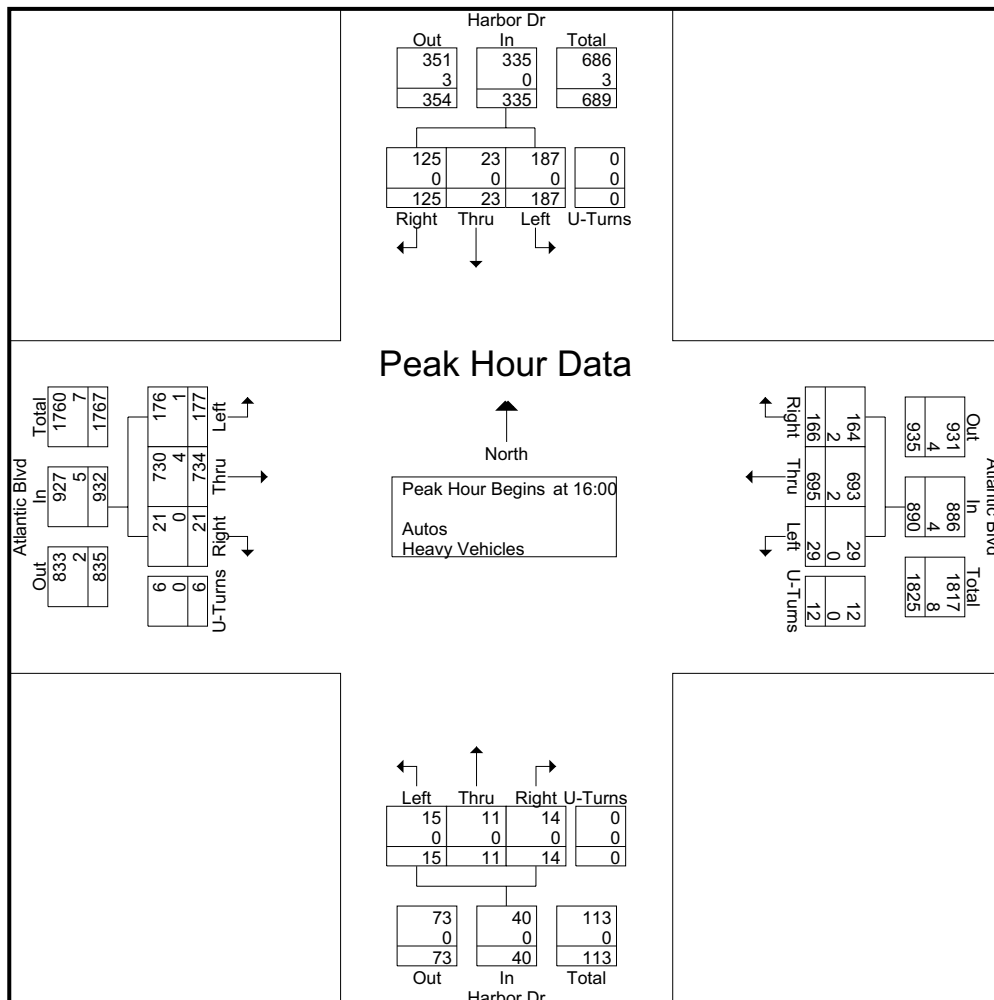 Harbor Dr
Out In Total
351 335 686
3 0 3
354 335 689
125 23 187 0
0 0 0 0
125 23 187 0
Right Thru Left U-Turns
Peak Hour Data
North
Peak Hour Begins at 16:00
Autos
Heavy Vehicles
Atlantic Blvd
Total In Out
1760 927 833
7 5 2
1767 932 835
176 730 21 6
1 4 0 0
177 734 21 6
Left Thru Right U-Turns
Right Thru Left U-Turns
166 695 29 12
2 2 0 0
164 693 29 12
935 890 1825
4 4 8
931 886 1817
Out In Total
Atlantic Blvd
Left Thru Right U-Turns
15 11 14 0
0 0 0 0
15 11 14 0
73 40 113
0 0 0
73 40 113
Out In Total
Harbor Dr